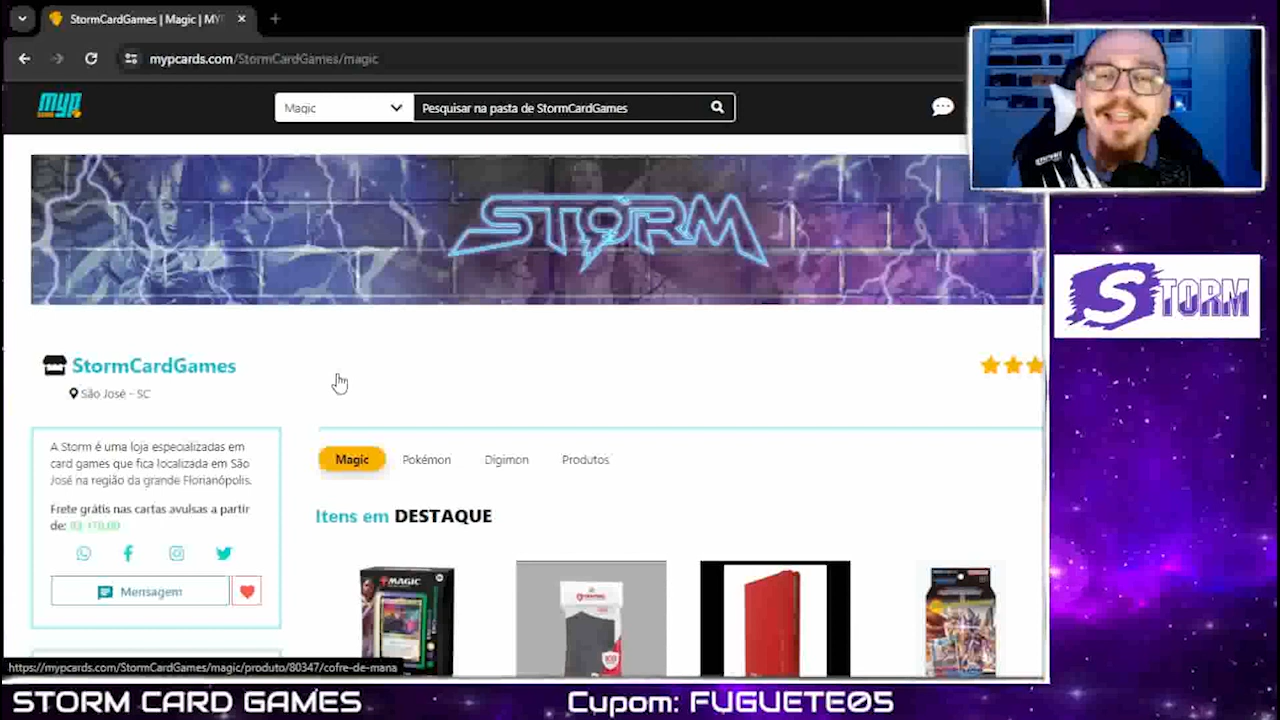 StormCardGames | Magic | MY
mypcards.com/StormCardGames/magic
myp
Magic
Pesquisar na pasta de StormCardGames
STORM
StormCardGames
São José - SC
STORM
A Storm é uma loja especializadas em
card games que fica localizada em São
José na região da grande Florianópolis.
Frete grátis nas cartas avulsas a partir
de:
Mensagem
Magic
Pokémon
Digimon
Produtos
Itens em DESTAQUE
MAGIC
https://mypcards.com/StormCardGames/magic/produto/80347/cofre-de-mana
STORM CARD GAMES
Cupom: FUGUETE05